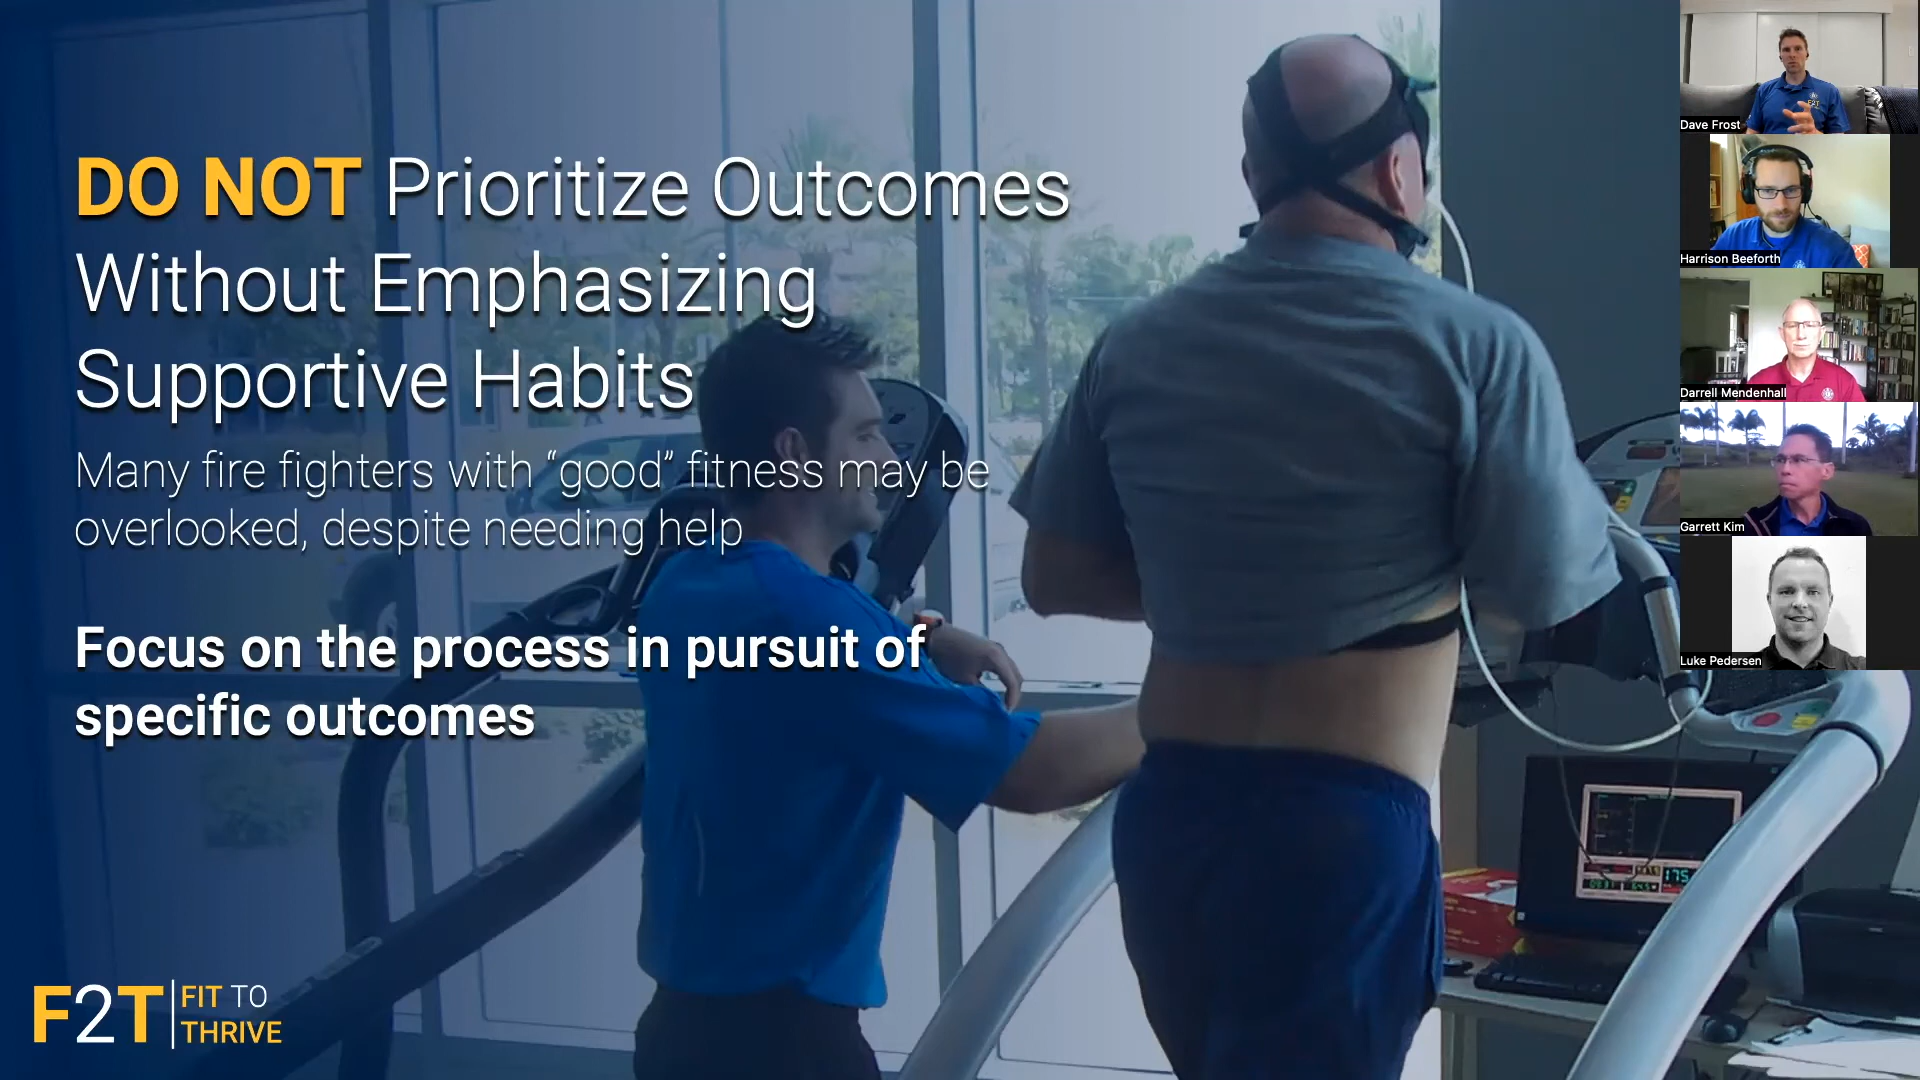 DO NOT Prioritize Outcomes
Without Emphasizing
Supportive Habits
Many fire fighters with “good” fitness may be
overlooked, despite needing help
Focus on the process in pursuit of
specific outcomes
F2T
FIT TO
THRIVE
Dave Frost
Harrison Beeforth
Darrell Mendenhall
Garrett Kim
Luke Pedersen
175